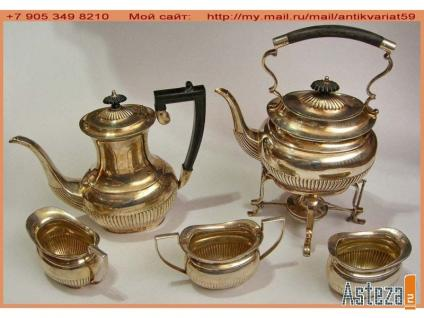 +7 905 349 8210 Мой сайт: http://my.mail.ru/mail/antikvariat59
Asteza